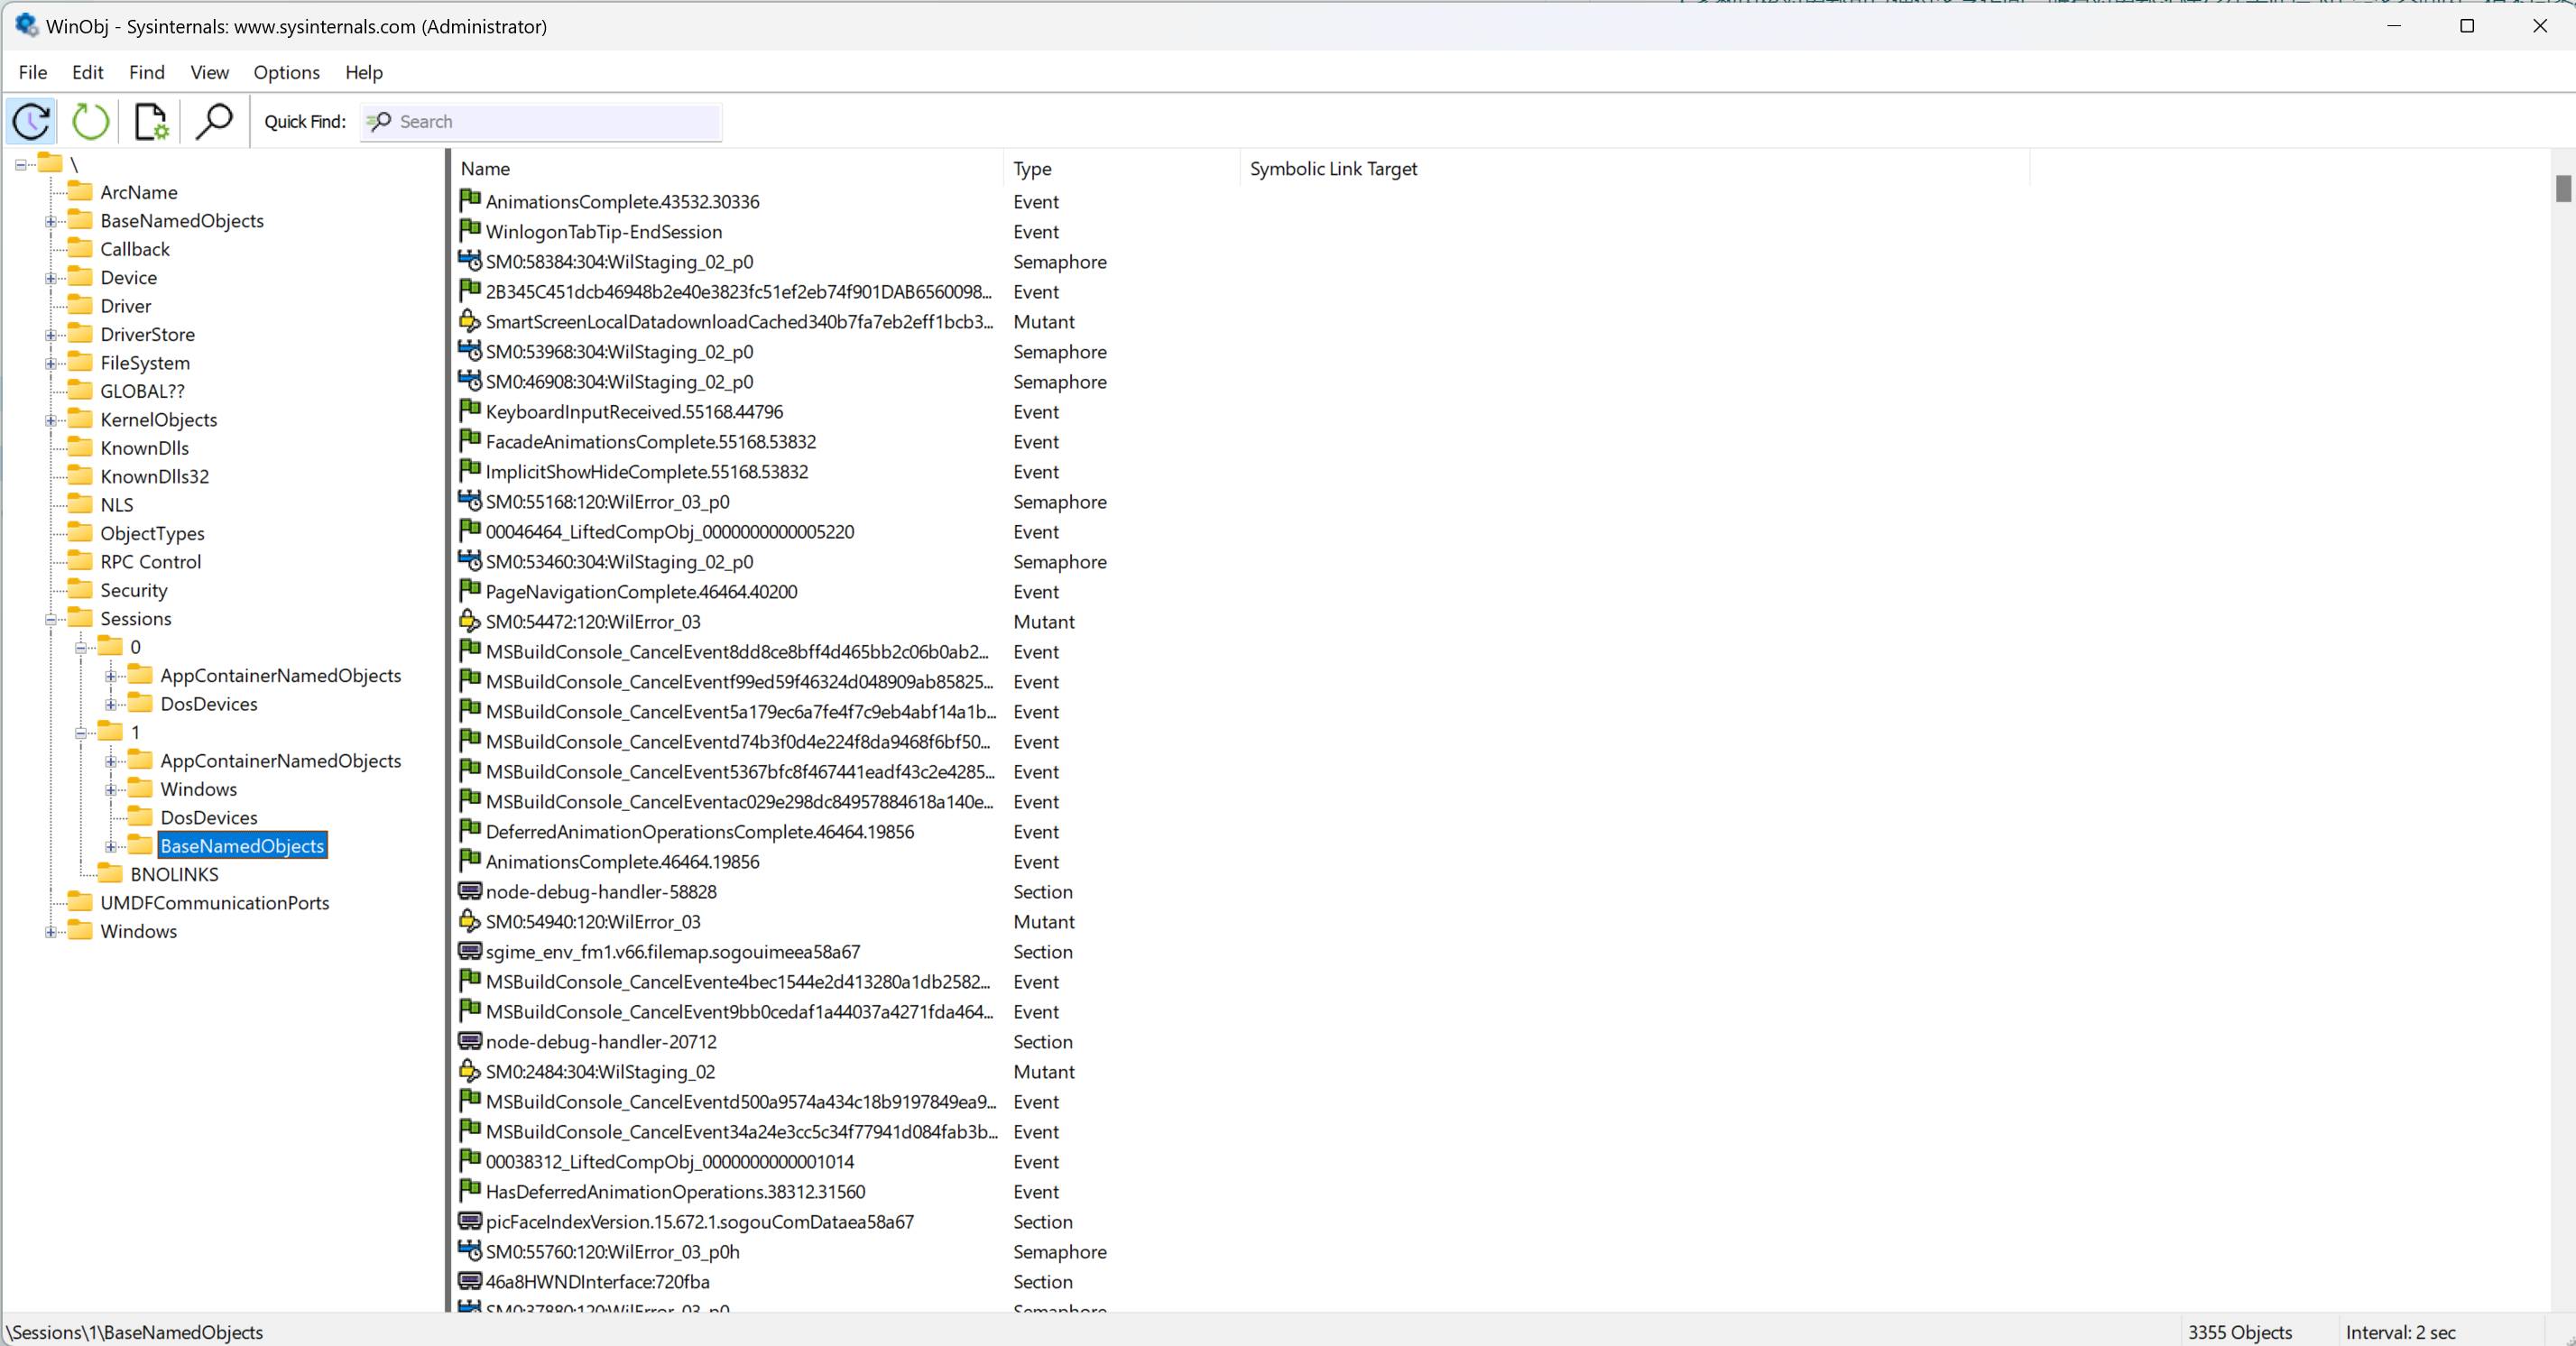 WinObj - Sysinternals: www.sysinternals.com (Administrator)
File Edit Find View Options Help
Quick Find: Search
\
ArcName
BaseNamedObjects
Callback
Device
Driver
DriverStore
FileSystem
GLOBAL??
KernelObjects
KnownDlls
KnownDlls32
NLS
ObjectTypes
RPC Control
Security
Sessions
0
AppContainerNamedObjects
DosDevices
1
AppContainerNamedObjects
Windows
DosDevices
BaseNamedObjects
BNOLINKS
UMDFCommunicationPorts
Windows
Name Type Symbolic Link Target
AnimationsComplete.43532.30336 Event
WinlogonTabTip-EndSession Event
SM0:58384:304:WilStaging_02_p0 Semaphore
2B345C451dcb46948b2e40e3823fc51ef2eb74f901DAB6560098... Event
SmartScreenLocalDatadownloadCached340b7fa7eb2eff1bcb3... Mutant
SM0:53968:304:WilStaging_02_p0 Semaphore
SM0:46908:304:WilStaging_02_p0 Semaphore
KeyboardInputReceived.55168.44796 Event
FacadeAnimationsComplete.55168.53832 Event
ImplicitShowHideComplete.55168.53832 Event
SM0:55168:120:WilError_03_p0 Semaphore
00046464_LiftedCompObj_0000000000005220 Event
SM0:53460:304:WilStaging_02_p0 Semaphore
PageNavigationComplete.46464.40200 Event
SM0:54472:120:WilError_03 Mutant
MSBuildConsole_CancelEvent8dd8ce8bff4d465bb2c06b0ab2... Event
MSBuildConsole_CancelEventf99ed59f46324d048909ab85825... Event
MSBuildConsole_CancelEvent5a179ec6a7fe4f7c9eb4abf14a1b... Event
MSBuildConsole_CancelEventd74b3f0d4e224f8da9468f6bf50... Event
MSBuildConsole_CancelEvent5367bfc8f467441eadf43c2e4285... Event
MSBuildConsole_CancelEventac029e298dc84957884618a140e... Event
DeferredAnimationOperationsComplete.46464.19856 Event
AnimationsComplete.46464.19856 Event
node-debug-handler-58828 Section
SM0:54940:120:WilError_03 Mutant
sgime_env_fm1.v66.filemap.sogouimeea58a67 Section
MSBuildConsole_CancelEvente4bec1544e2d413280a1db2582... Event
MSBuildConsole_CancelEvent9bb0cedaf1a44037a4271fda464... Event
node-debug-handler-20712 Section
SM0:2484:304:WilStaging_02 Mutant
MSBuildConsole_CancelEventd500a9574a434c18b9197849ea9... Event
MSBuildConsole_CancelEvent34a24e3cc5c34f77941d084fab3b... Event
00038312_LiftedCompObj_0000000000001014 Event
HasDeferredAnimationOperations.38312.31560 Event
picFaceIndexVersion.15.672.1.sogouComDataea58a67 Section
SM0:55760:120:WilError_03_p0h Semaphore
46a8HWNDInterface:720fba Section
SM0:37880:120:WilError_03_p0 Semaphore
\Sessions\1\BaseNamedObjects 3355 Objects Interval: 2 sec